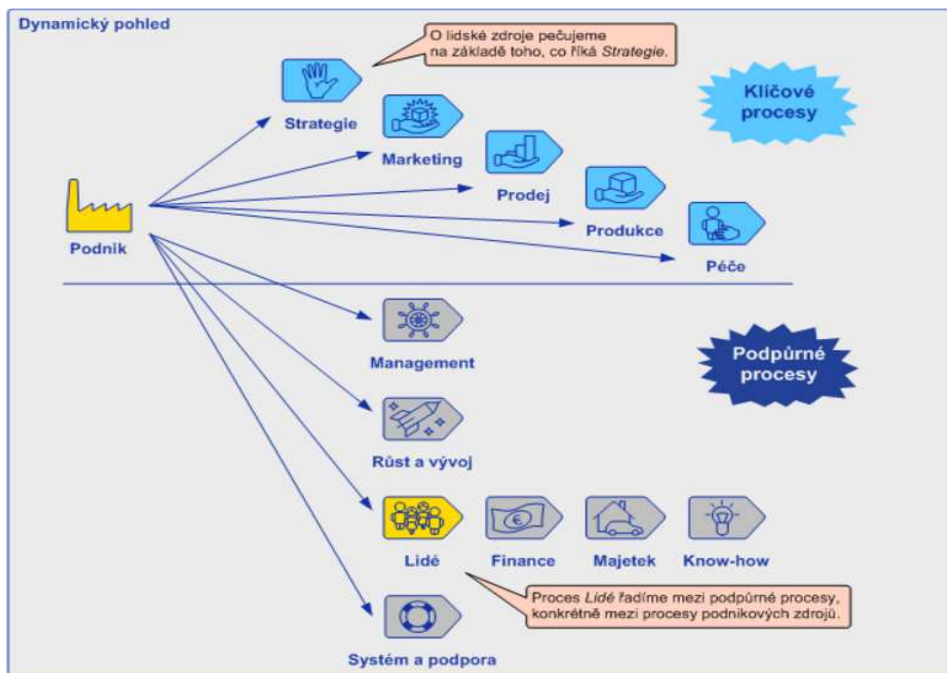 Dynamický pohled
O lidské zdroje pečujeme
na základě toho, co říká Strategie.
Klíčové
procesy
Strategie
Marketing
Prodej
Produkce
Péče
Podnik
Management
Podpůrné
procesy
Růst a vývoj
Lidé
Finance
Majetek
Know-how
Proces Lidé řadíme mezi podpůrné procesy,
konkrétně mezi procesy podnikových zdrojů.
Systém a podpora